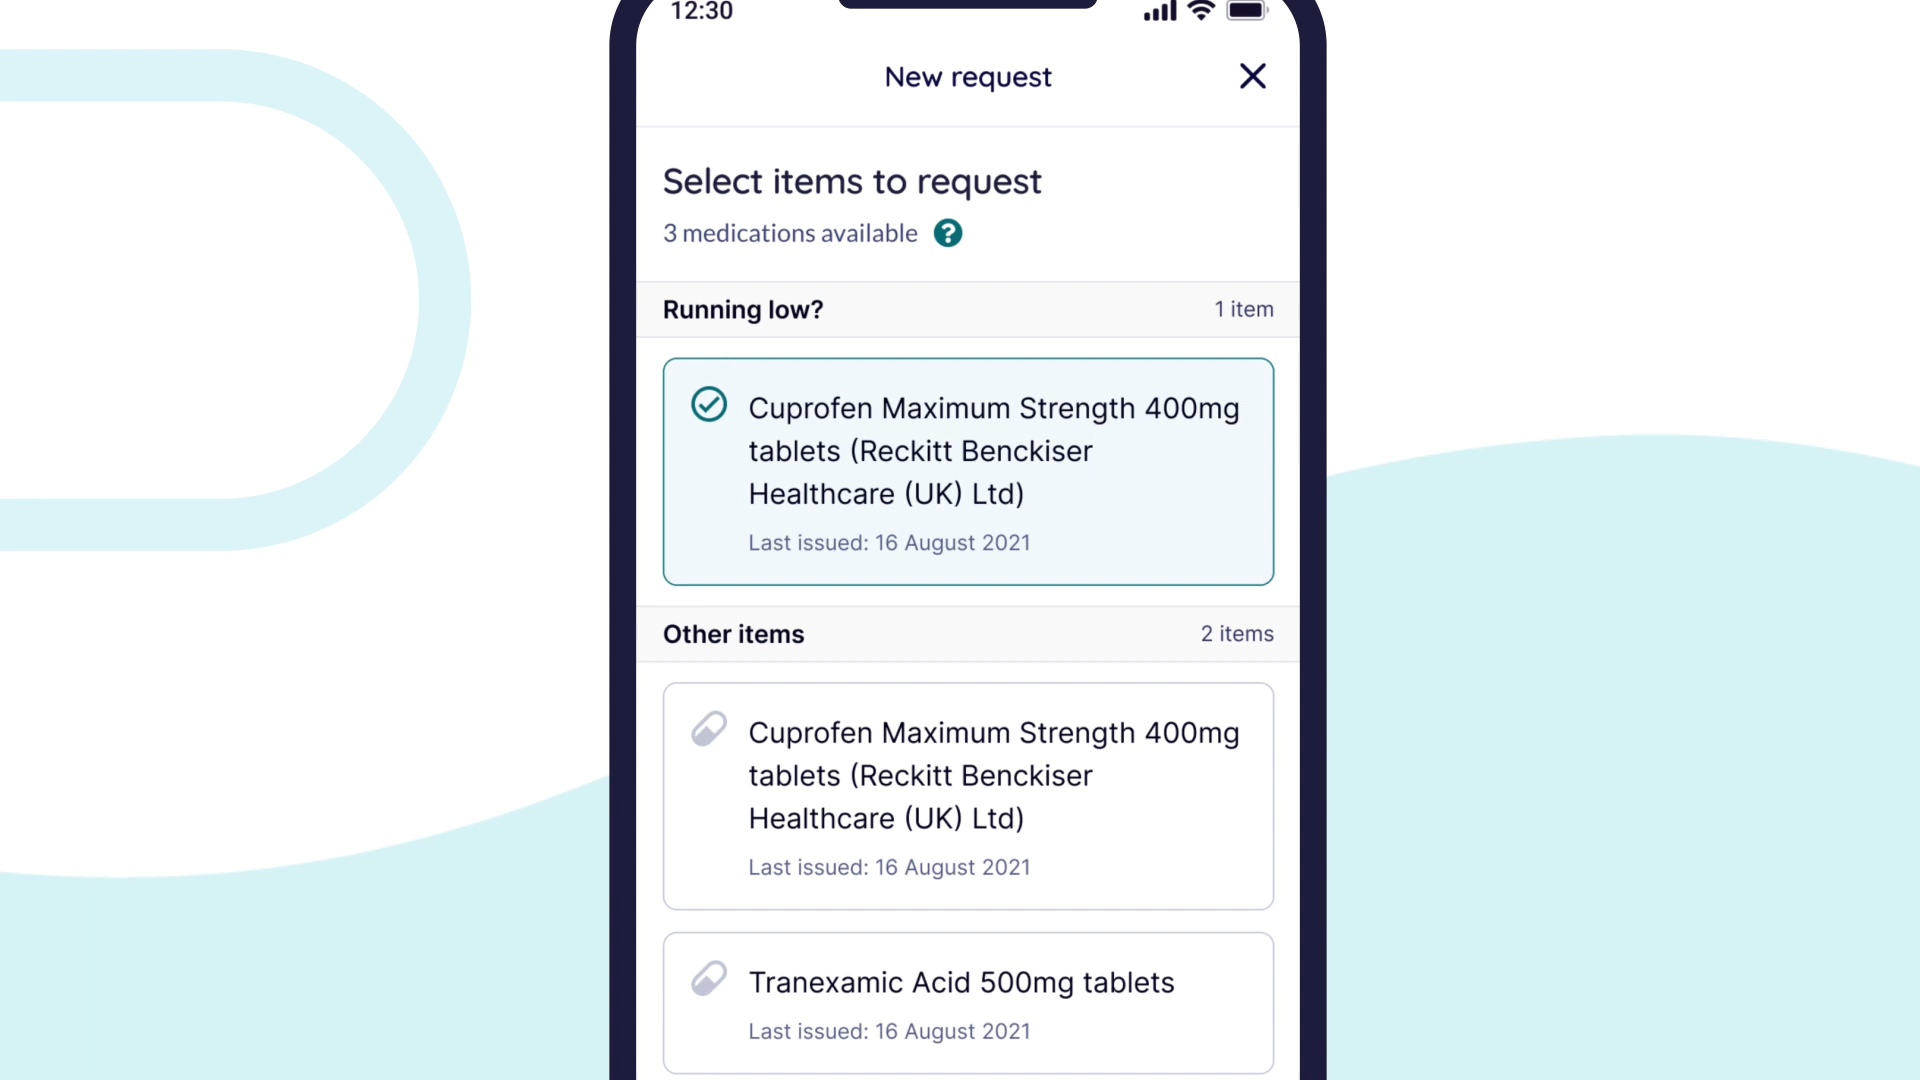 12:30
New request
Select items to request
3 medications available ?
Running low?
1 item
Cuprofen Maximum Strength 400mg
tablets (Reckitt Benckiser
Healthcare (UK) Ltd)
Last issued: 16 August 2021
Other items
2 items
Cuprofen Maximum Strength 400mg
tablets (Reckitt Benckiser
Healthcare (UK) Ltd)
Last issued: 16 August 2021
Tranexamic Acid 500mg tablets
Last issued: 16 August 2021